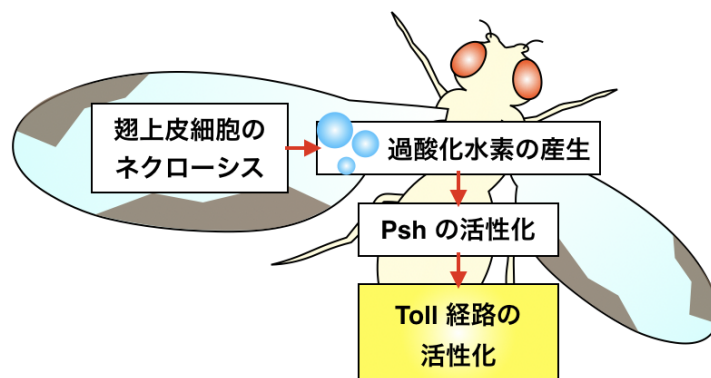 翅上皮細胞の
ネクローシス
過酸化水素の産生
Psh の活性化
Toll 経路の
活性化